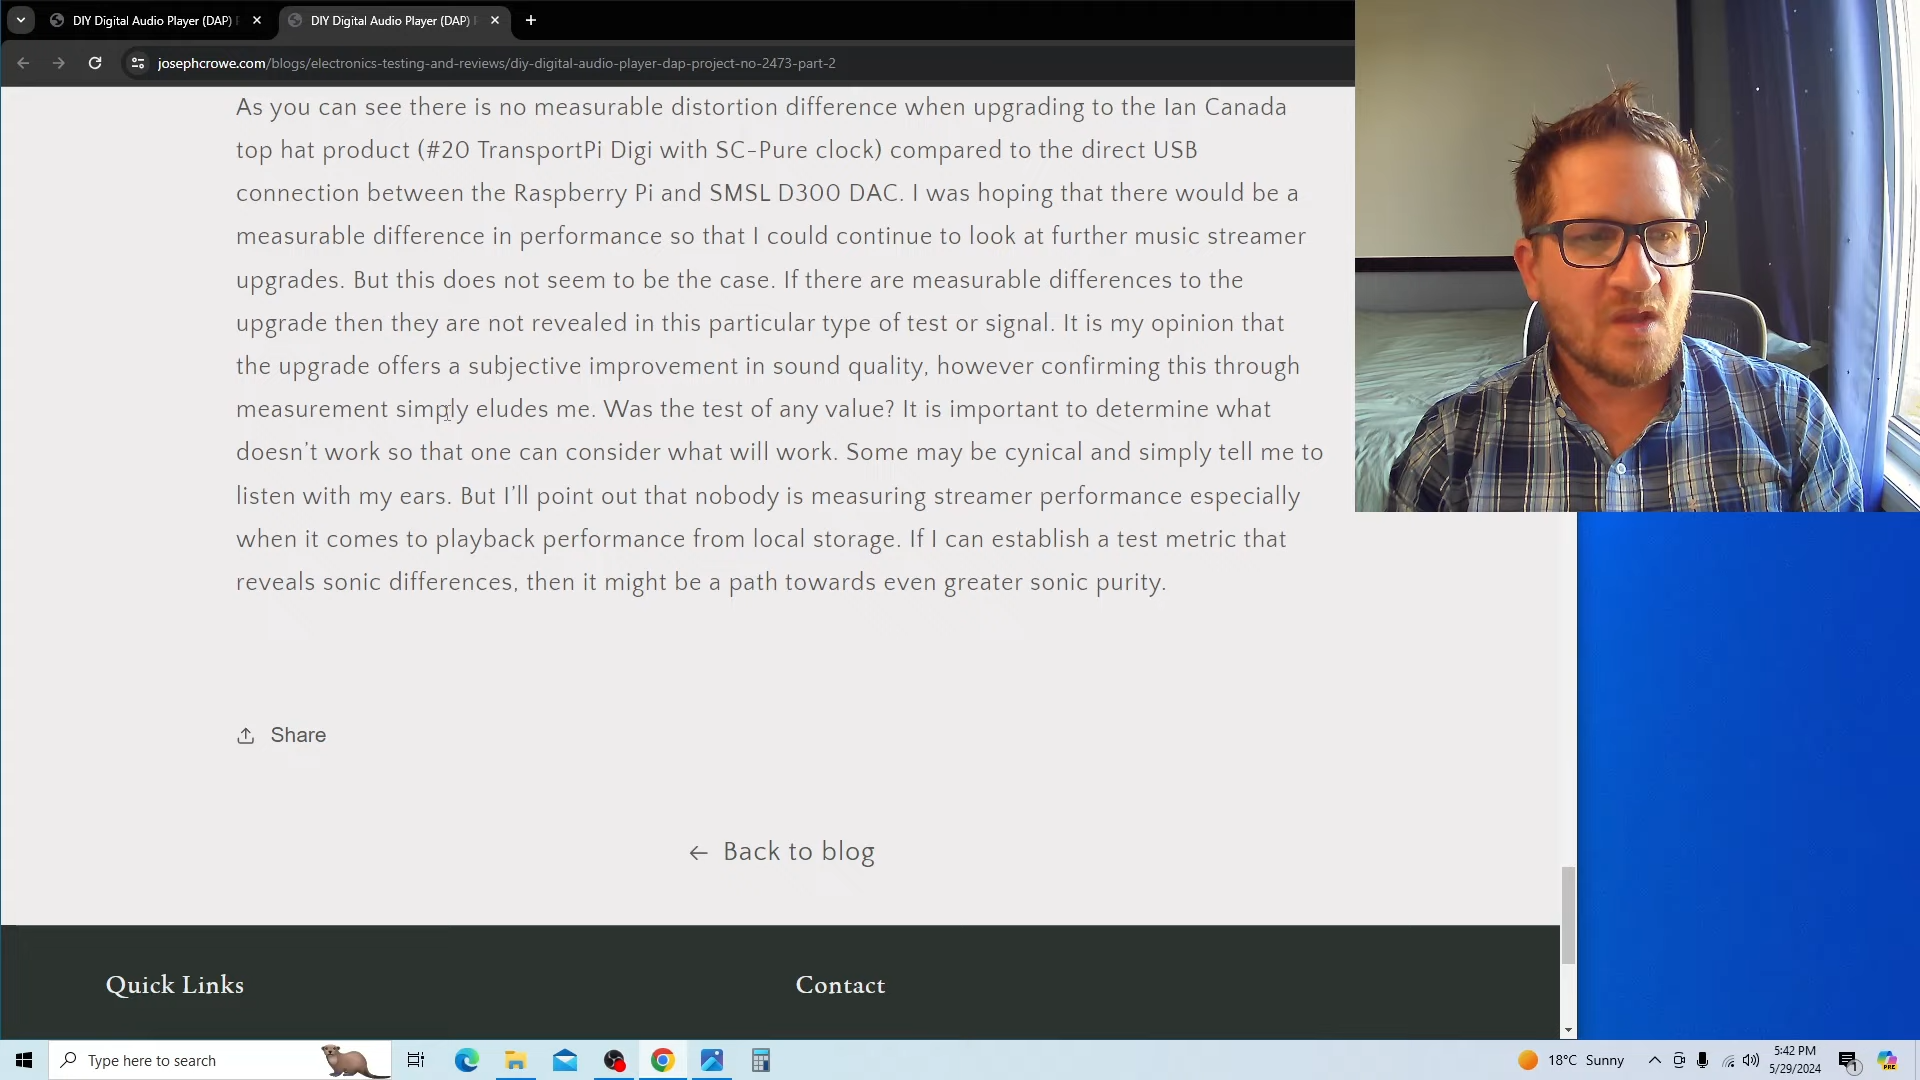 DIY Digital Audio Player (DAP)
DIY Digital Audio Player (DAP)
josephcrowe.com/blogs/electronics-testing-and-reviews/diy-digital-audio-player-dap-project-no-2473-part-2
As you can see there is no measurable distortion difference when upgrading to the Ian Canada
top hat product (#20 TransportPi Digi with SC-Pure clock) compared to the direct USB
connection between the Raspberry Pi and SMSL D300 DAC. I was hoping that there would be a
measurable difference in performance so that I could continue to look at further music streamer
upgrades. But this does not seem to be the case. If there are measurable differences to the
upgrade then they are not revealed in this particular type of test or signal. It is my opinion that
the upgrade offers a subjective improvement in sound quality, however confirming this through
measurement simply eludes me. Was the test of any value? It is important to determine what
doesn’t work so that one can consider what will work. Some may be cynical and simply tell me to
listen with my ears. But I’ll point out that nobody is measuring streamer performance especially
when it comes to playback performance from local storage. If I can establish a test metric that
reveals sonic differences, then it might be a path towards even greater sonic purity.
Share
← Back to blog
Quick Links
Contact
Type here to search
18°C Sunny
5:42 PM
5/29/2024
1
PRE